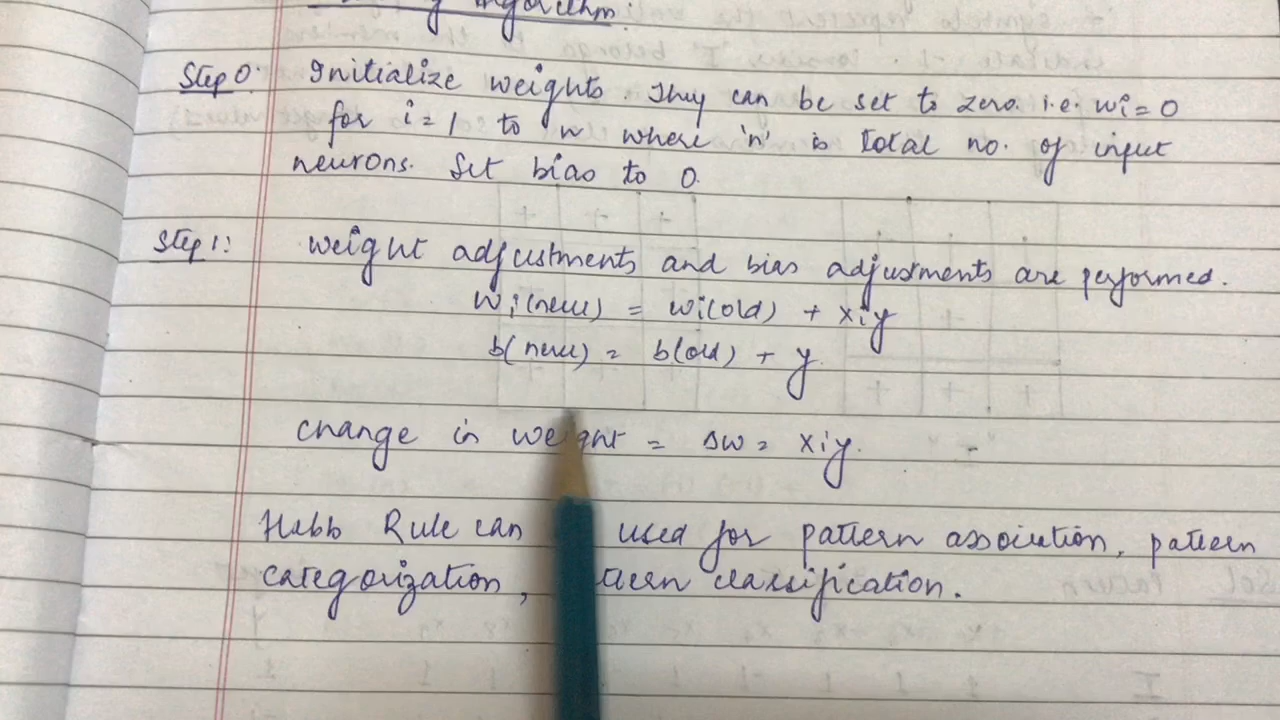 Algorithm:
Step 0: Initialize weights. They can be set to zero. i.e. wi = 0
for i = 1 to n where 'n' is total no. of input
neurons. Set bias to 0.
Step 1: Weight adjustments and bias adjustments are performed.
wi(new) = wi(old) + xiy
b(new) = b(old) + y.
Change in weight = Δw = xiy.
Hebb Rule can used for pattern association, pattern
categorization, classification.